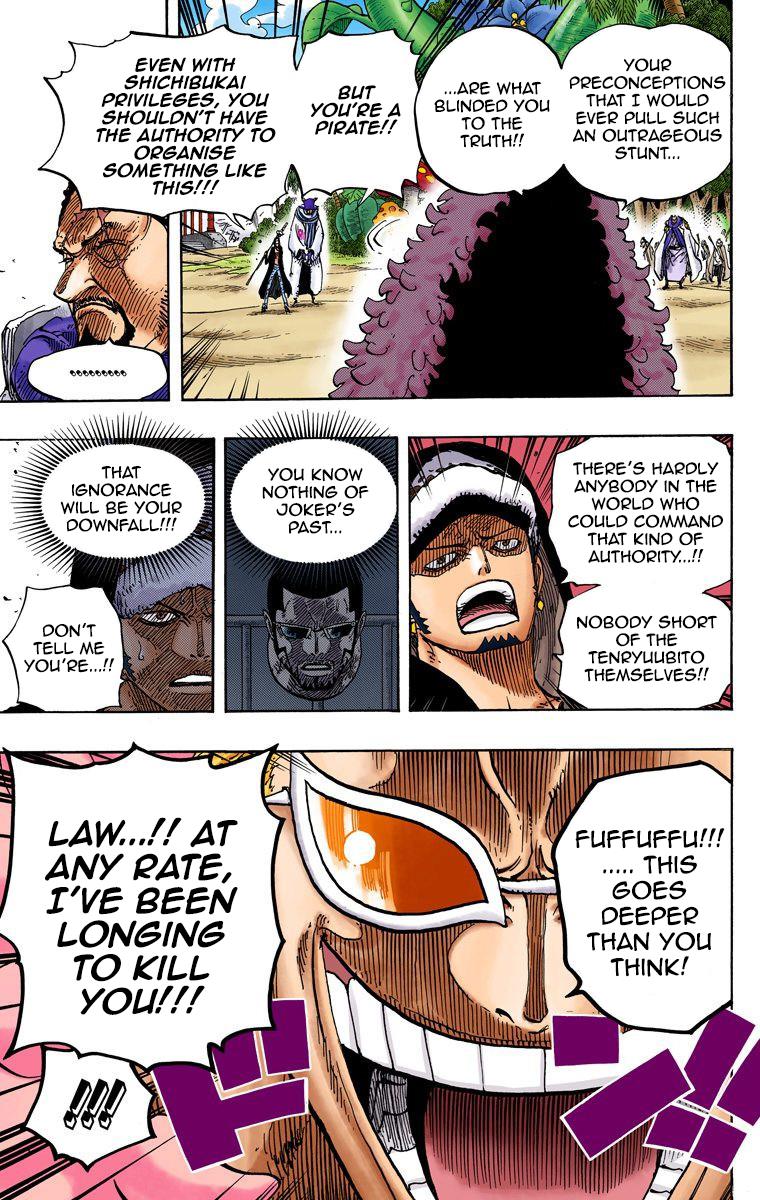 YOUR
PRECONCEPTIONS
THAT I WOULD
EVER PULL SUCH
AN OUTRAGEOUS
STUNT...
...ARE WHAT
BLINDED YOU
TO THE
TRUTH!!
BUT
YOU'RE A
PIRATE!!
EVEN WITH
SHICHIBUKAI
PRIVILEGES, YOU
SHOULDN'T HAVE
THE AUTHORITY TO
ORGANISE
SOMETHING LIKE
THIS!!!
..........
THERE'S HARDLY
ANYBODY IN THE
WORLD WHO
COULD COMMAND
THAT KIND OF
AUTHORITY...!!
NOBODY SHORT
OF THE
TENRYUUBITO
THEMSELVES!!
YOU KNOW
NOTHING OF
JOKER'S
PAST...
THAT
IGNORANCE
WILL BE YOUR
DOWNFALL!!!
DON'T
TELL ME
YOU'RE...!!
FUFFUFFU!!!
..... THIS
GOES
DEEPER
THAN YOU
THINK!
LAW...!! AT
ANY RATE,
I'VE BEEN
LONGING
TO KILL
YOU!!!
!!!
ドン!!